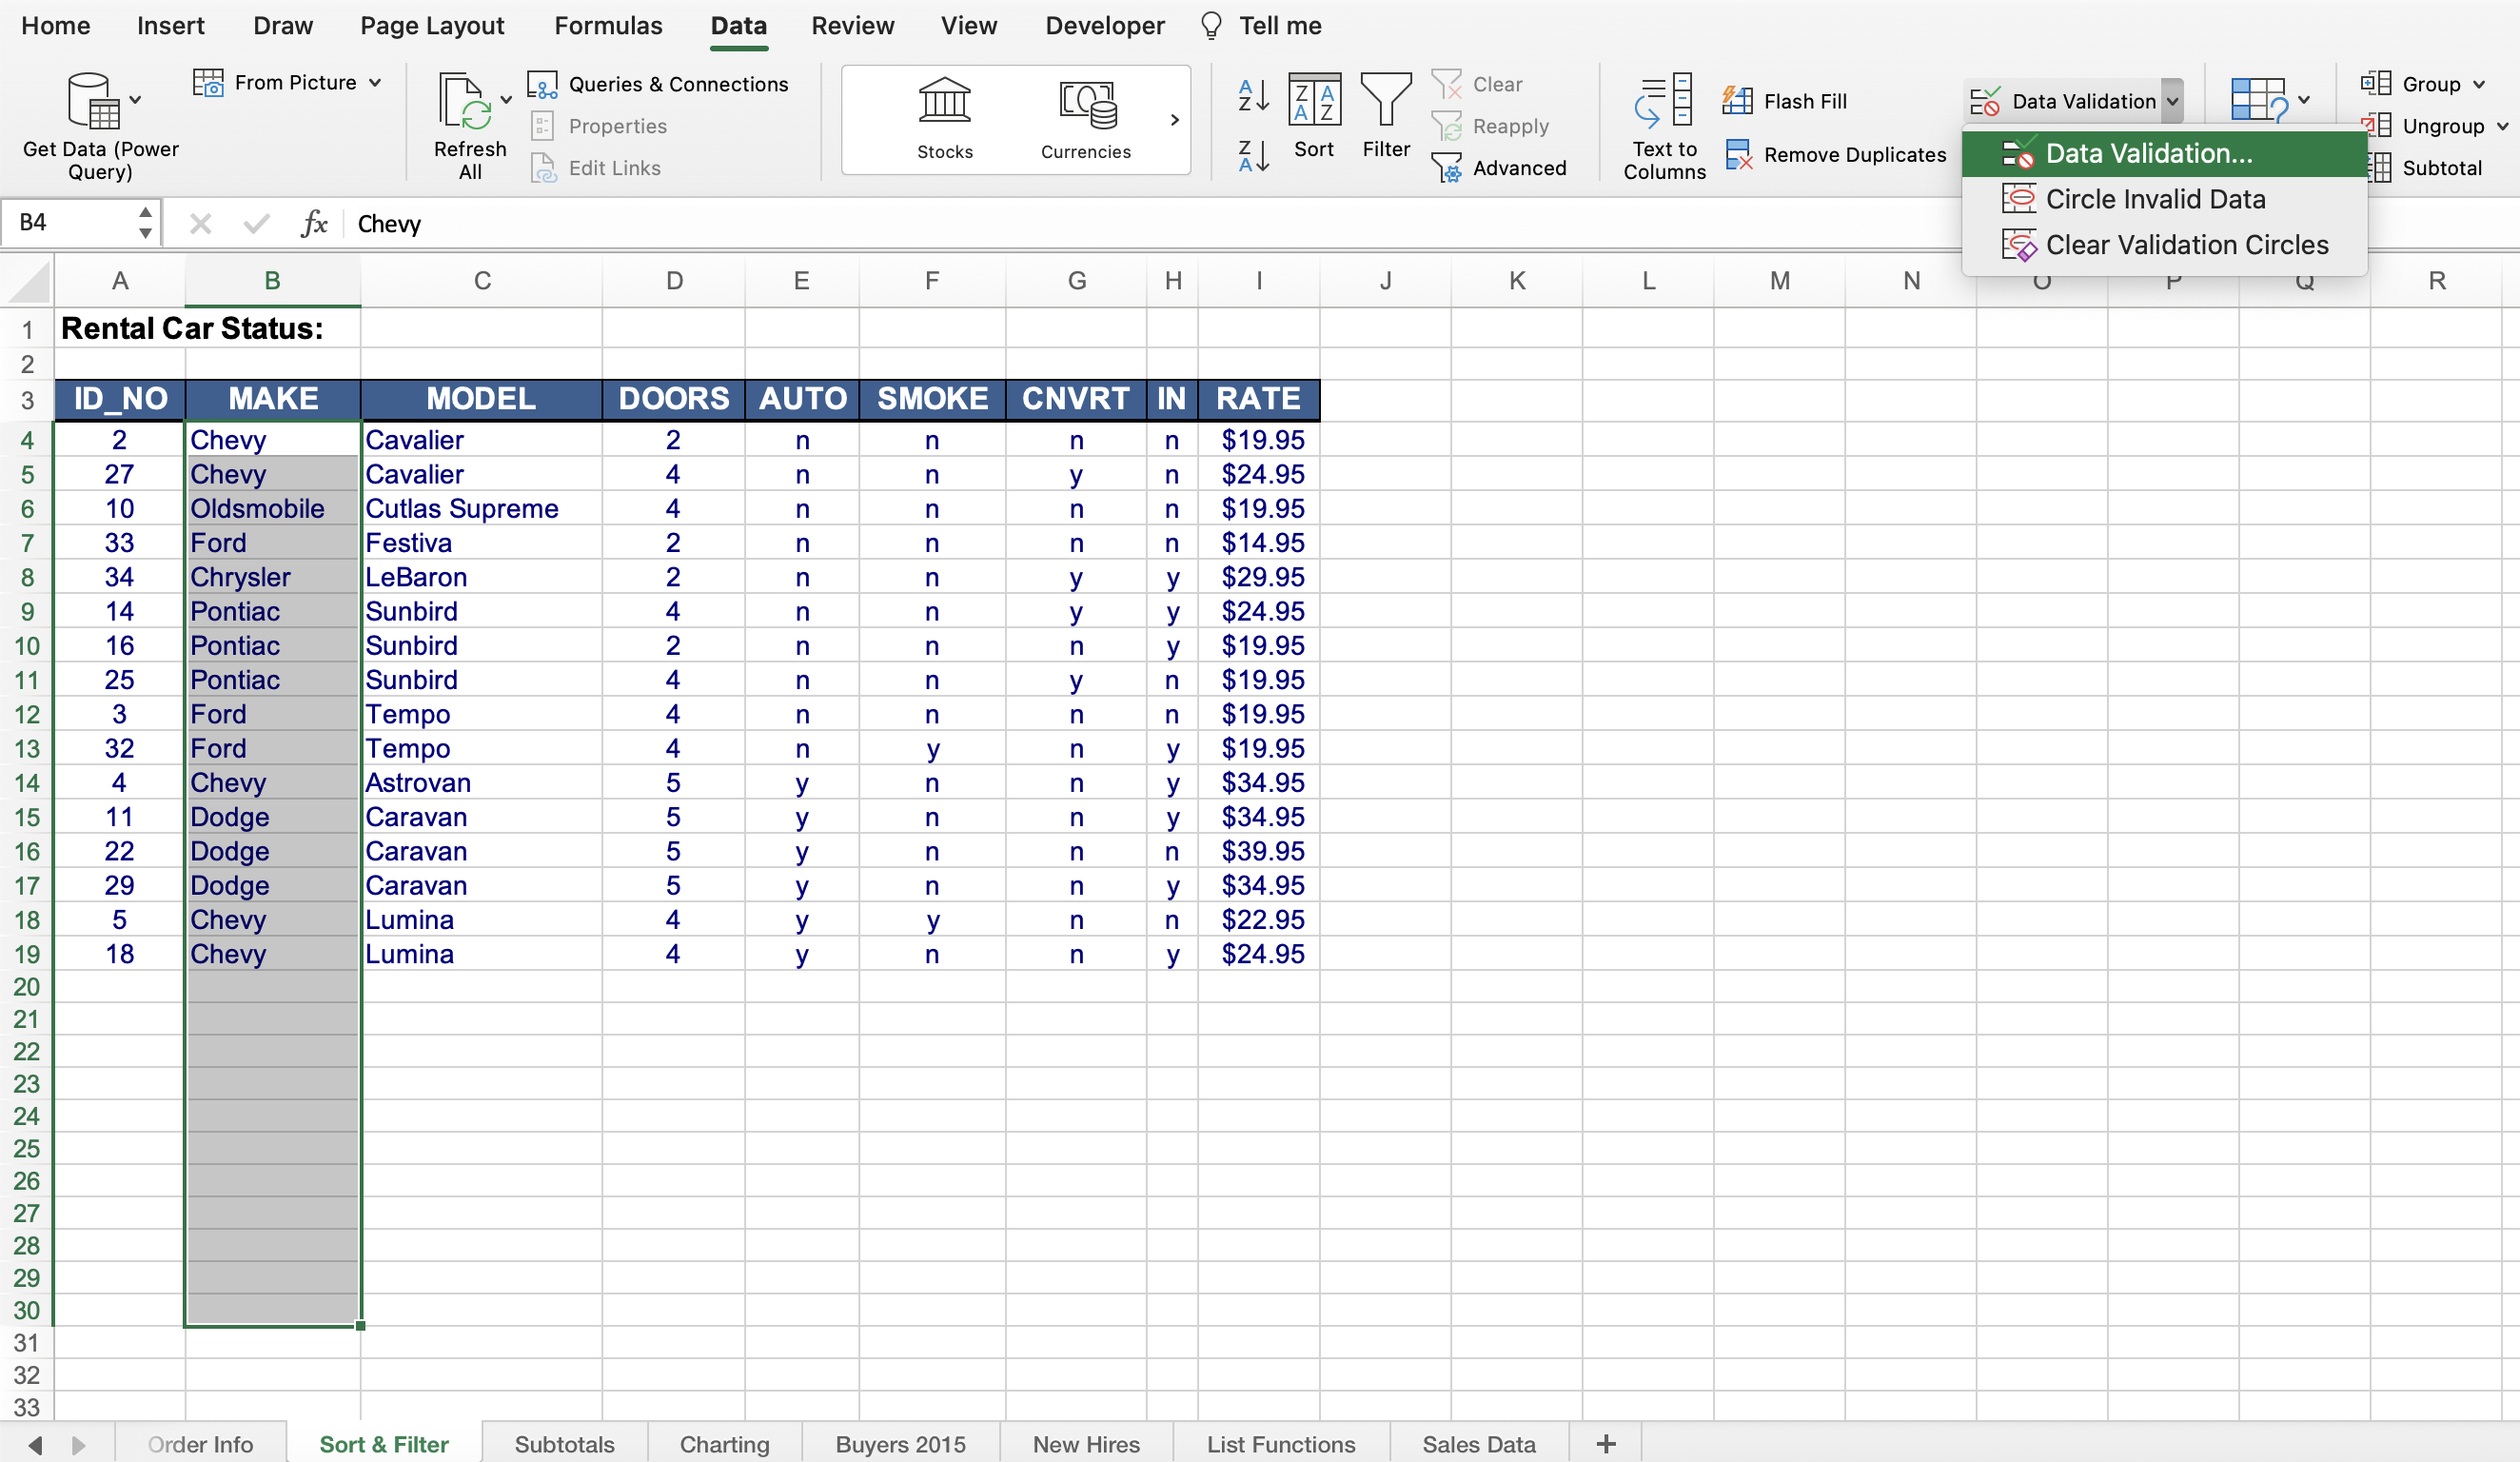 Home Insert Draw Page Layout Formulas Data Review View Developer Tell me
Get Data (Power Query)
From Picture
Refresh All
Queries & Connections
Properties
Edit Links
Stocks
Currencies
A Z
Z A
Z A A Z
Sort
Filter
Clear
Reapply
Advanced
Text to Columns
Flash Fill
Remove Duplicates
Data Validation
Data Validation...
Circle Invalid Data
Clear Validation Circles
Group
Ungroup
Subtotal
B4 fx Chevy
A B C D E F G H I J K L M N O P Q R
1 Rental Car Status:
2
3 ID_NO MAKE MODEL DOORS AUTO SMOKE CNVRT IN RATE
4 2 Chevy Cavalier 2 n n n n $19.95
5 27 Chevy Cavalier 4 n n y n $24.95
6 10 Oldsmobile Cutlas Supreme 4 n n n n $19.95
7 33 Ford Festiva 2 n n n n $14.95
8 34 Chrysler LeBaron 2 n n y y $29.95
9 14 Pontiac Sunbird 4 n n y y $24.95
10 16 Pontiac Sunbird 2 n n n y $19.95
11 25 Pontiac Sunbird 4 n n y n $19.95
12 3 Ford Tempo 4 n n n n $19.95
13 32 Ford Tempo 4 n y n y $19.95
14 4 Chevy Astrovan 5 y n n y $34.95
15 11 Dodge Caravan 5 y n n y $34.95
16 22 Dodge Caravan 5 y n n n $39.95
17 29 Dodge Caravan 5 y n n y $34.95
18 5 Chevy Lumina 4 y y n n $22.95
19 18 Chevy Lumina 4 y n n y $24.95
20
21
22
23
24
25
26
27
28
29
30
31
32
33
Order Info Sort & Filter Subtotals Charting Buyers 2015 New Hires List Functions Sales Data +